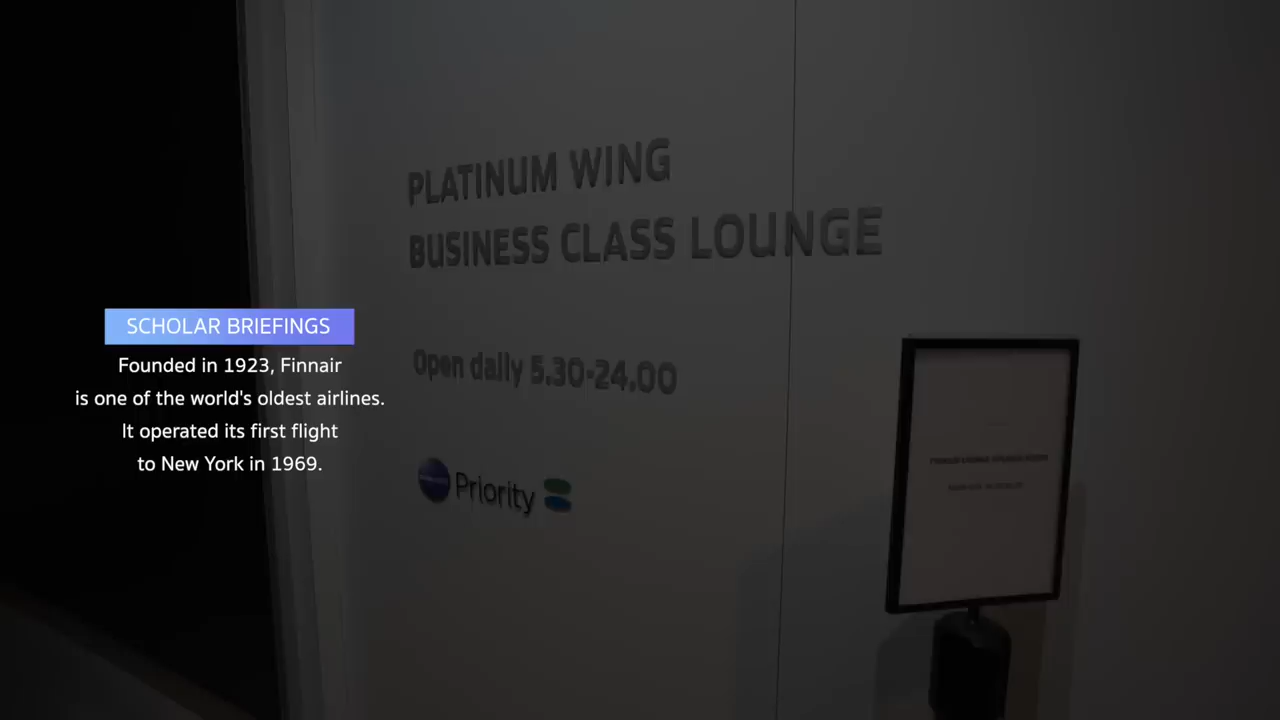 PLATINUM WING
BUSINESS CLASS LOUNGE
SCHOLAR BRIEFINGS
Founded in 1923, Finnair
is one of the world's oldest airlines.
It operated its first flight
to New York in 1969.
Open daily 5.30-24.00
Priority